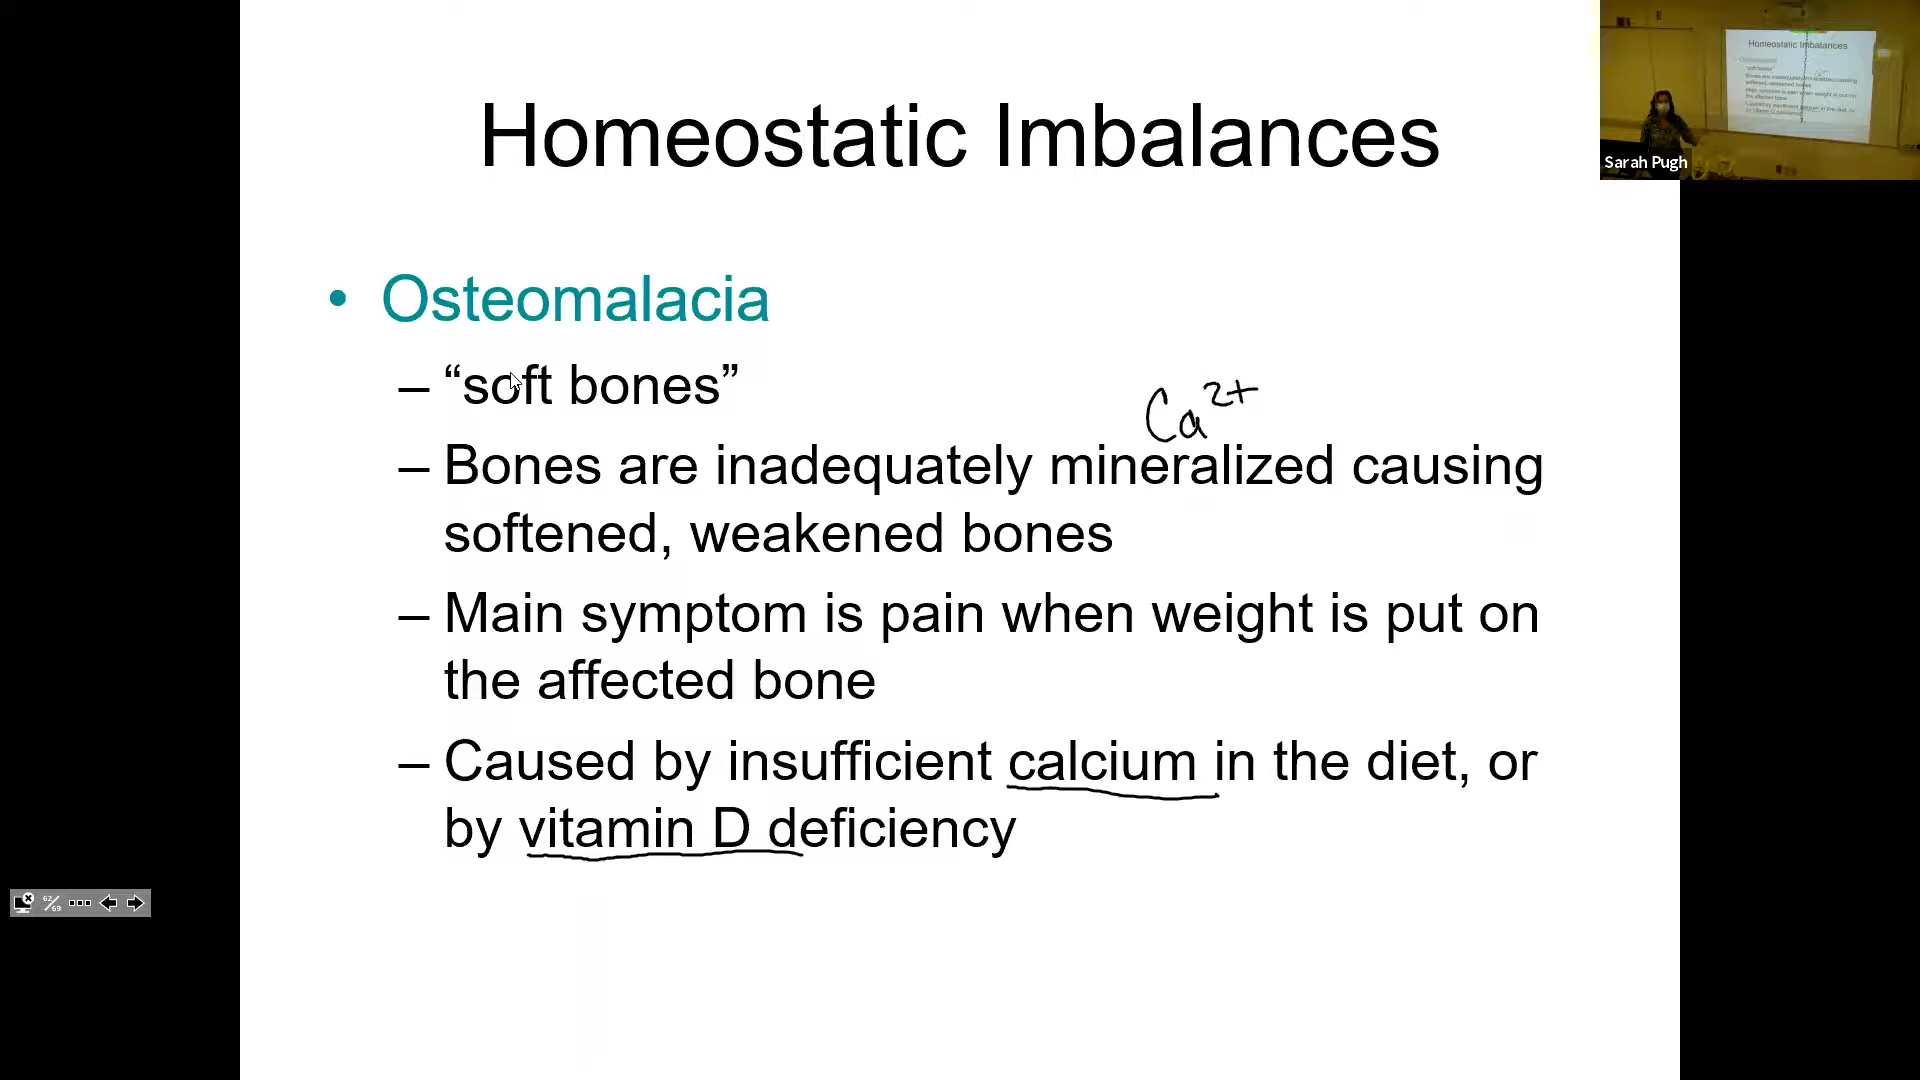 Homeostatic Imbalances
Sarah Pugh
• Osteomalacia
– “soft bones”
Ca²⁺
– Bones are inadequately mineralized causing
softened, weakened bones
– Main symptom is pain when weight is put on
the affected bone
– Caused by insufficient calcium in the diet, or
by vitamin D deficiency
62/69